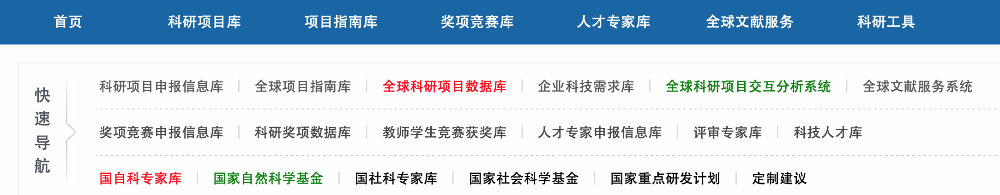 首页 科研项目库 项目指南库 奖项竞赛库 人才专家库 全球文献服务 科研工具
快速导航
科研项目申报信息库 全球项目指南库 全球科研项目数据库 企业科技需求库 全球科研项目交互分析系统 全球文献服务系统
奖项竞赛申报信息库 科研奖项数据库 教师学生竞赛获奖库 人才专家申报信息库 评审专家库 科技人才库
国自科专家库 国家自然科学基金 国社科专家库 国家社会科学基金 国家重点研发计划 定制建议